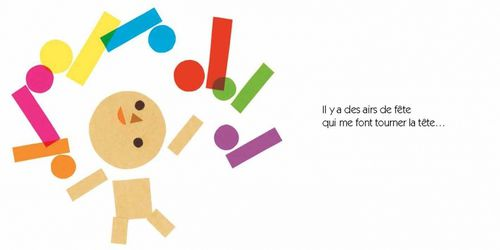 Il y a des airs de fête
qui me font tourner la tête...